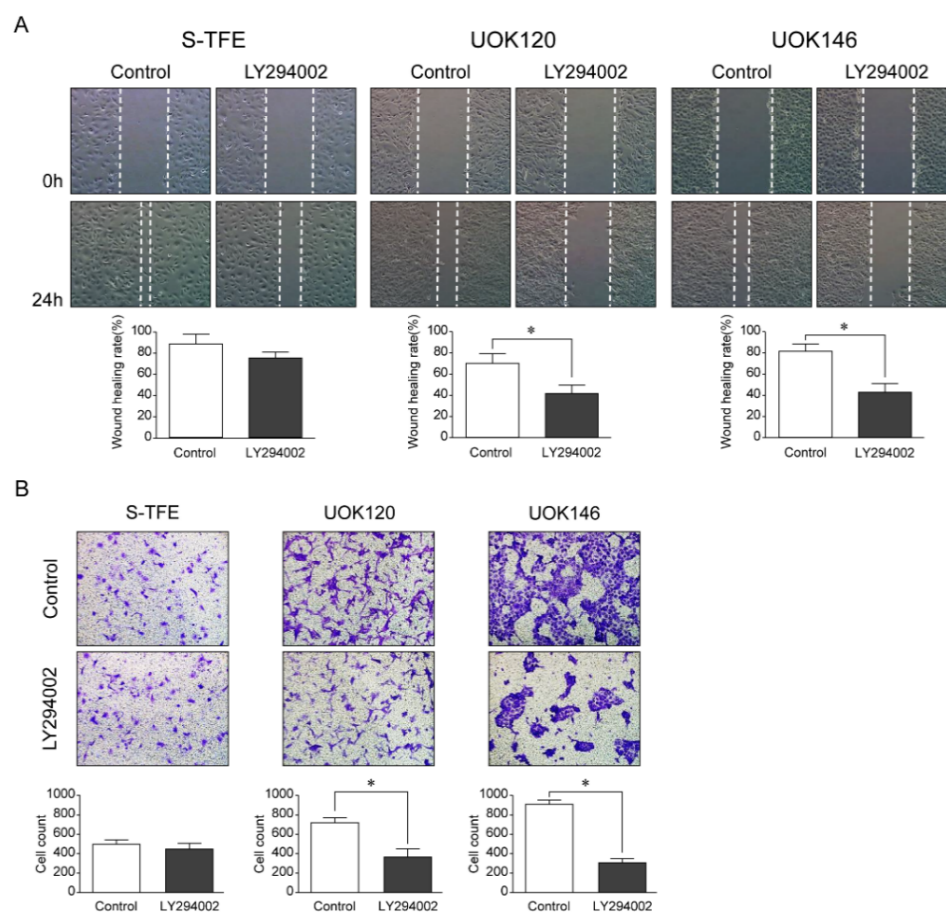 A
S-TFE UOK120 UOK146
Control LY294002 Control LY294002 Control LY294002
0h
24h
Wound healing rate(%) 100 80 60 40 20 0 Control LY294002
Wound healing rate(%) 100 80 60 40 20 0 * Control LY294002
Wound healing rate(%) 100 80 60 40 20 0 * Control LY294002
B
S-TFE UOK120 UOK146
Control
LY294002
Cell count 1000 800 600 400 200 0 Control LY294002
Cell count 1000 800 600 400 200 0 * Control LY294002
Cell count 1000 800 600 400 200 0 * Control LY294002